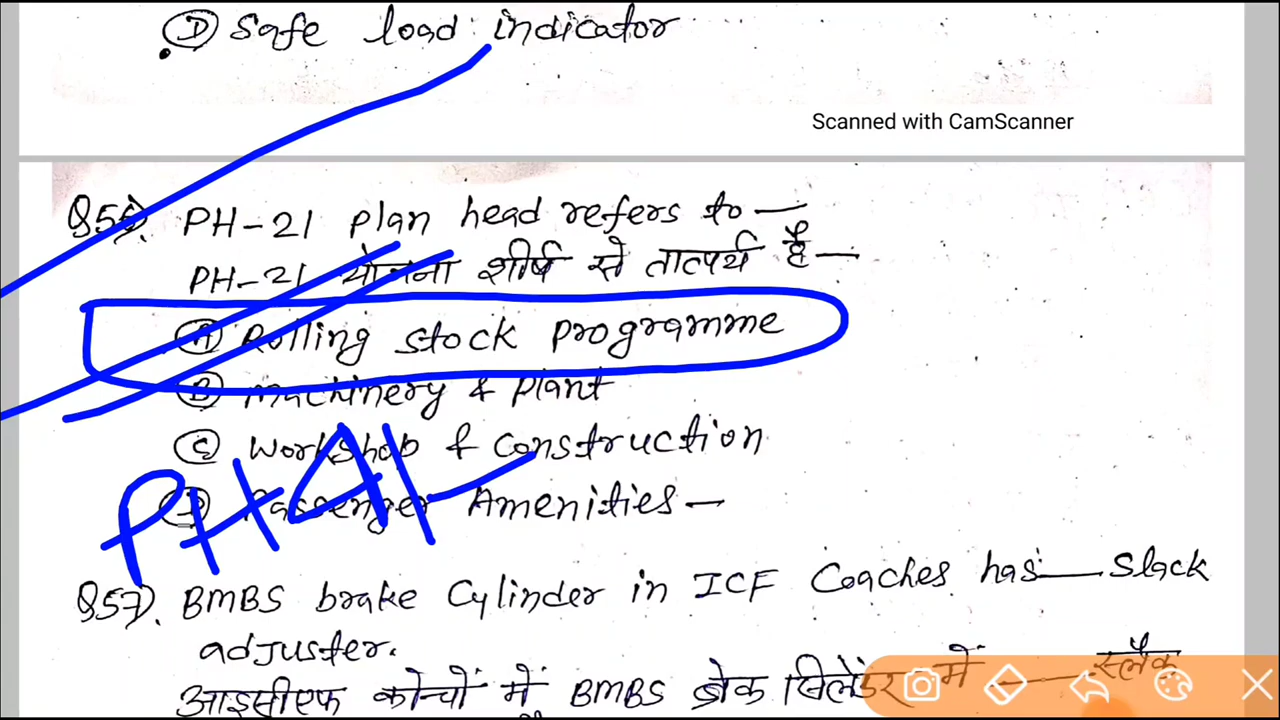 Ⓓ Safe load indicator
Scanned with CamScanner
Q56). PH-21 plan head refers to —
PH-21 योजना शीर्ष से तात्पर्य है —
Ⓐ Rolling stock programme
Ⓑ Machinery & plant
Ⓒ Workshop & Construction
Ⓓ Passenger Amenities —
PH41
Q57). BMBS brake Cylinder in ICF Coaches has — Slack
adjuster.
आइसीएफ कोचों में BMBS ब्रेक सिलेंडर में — स्लैक